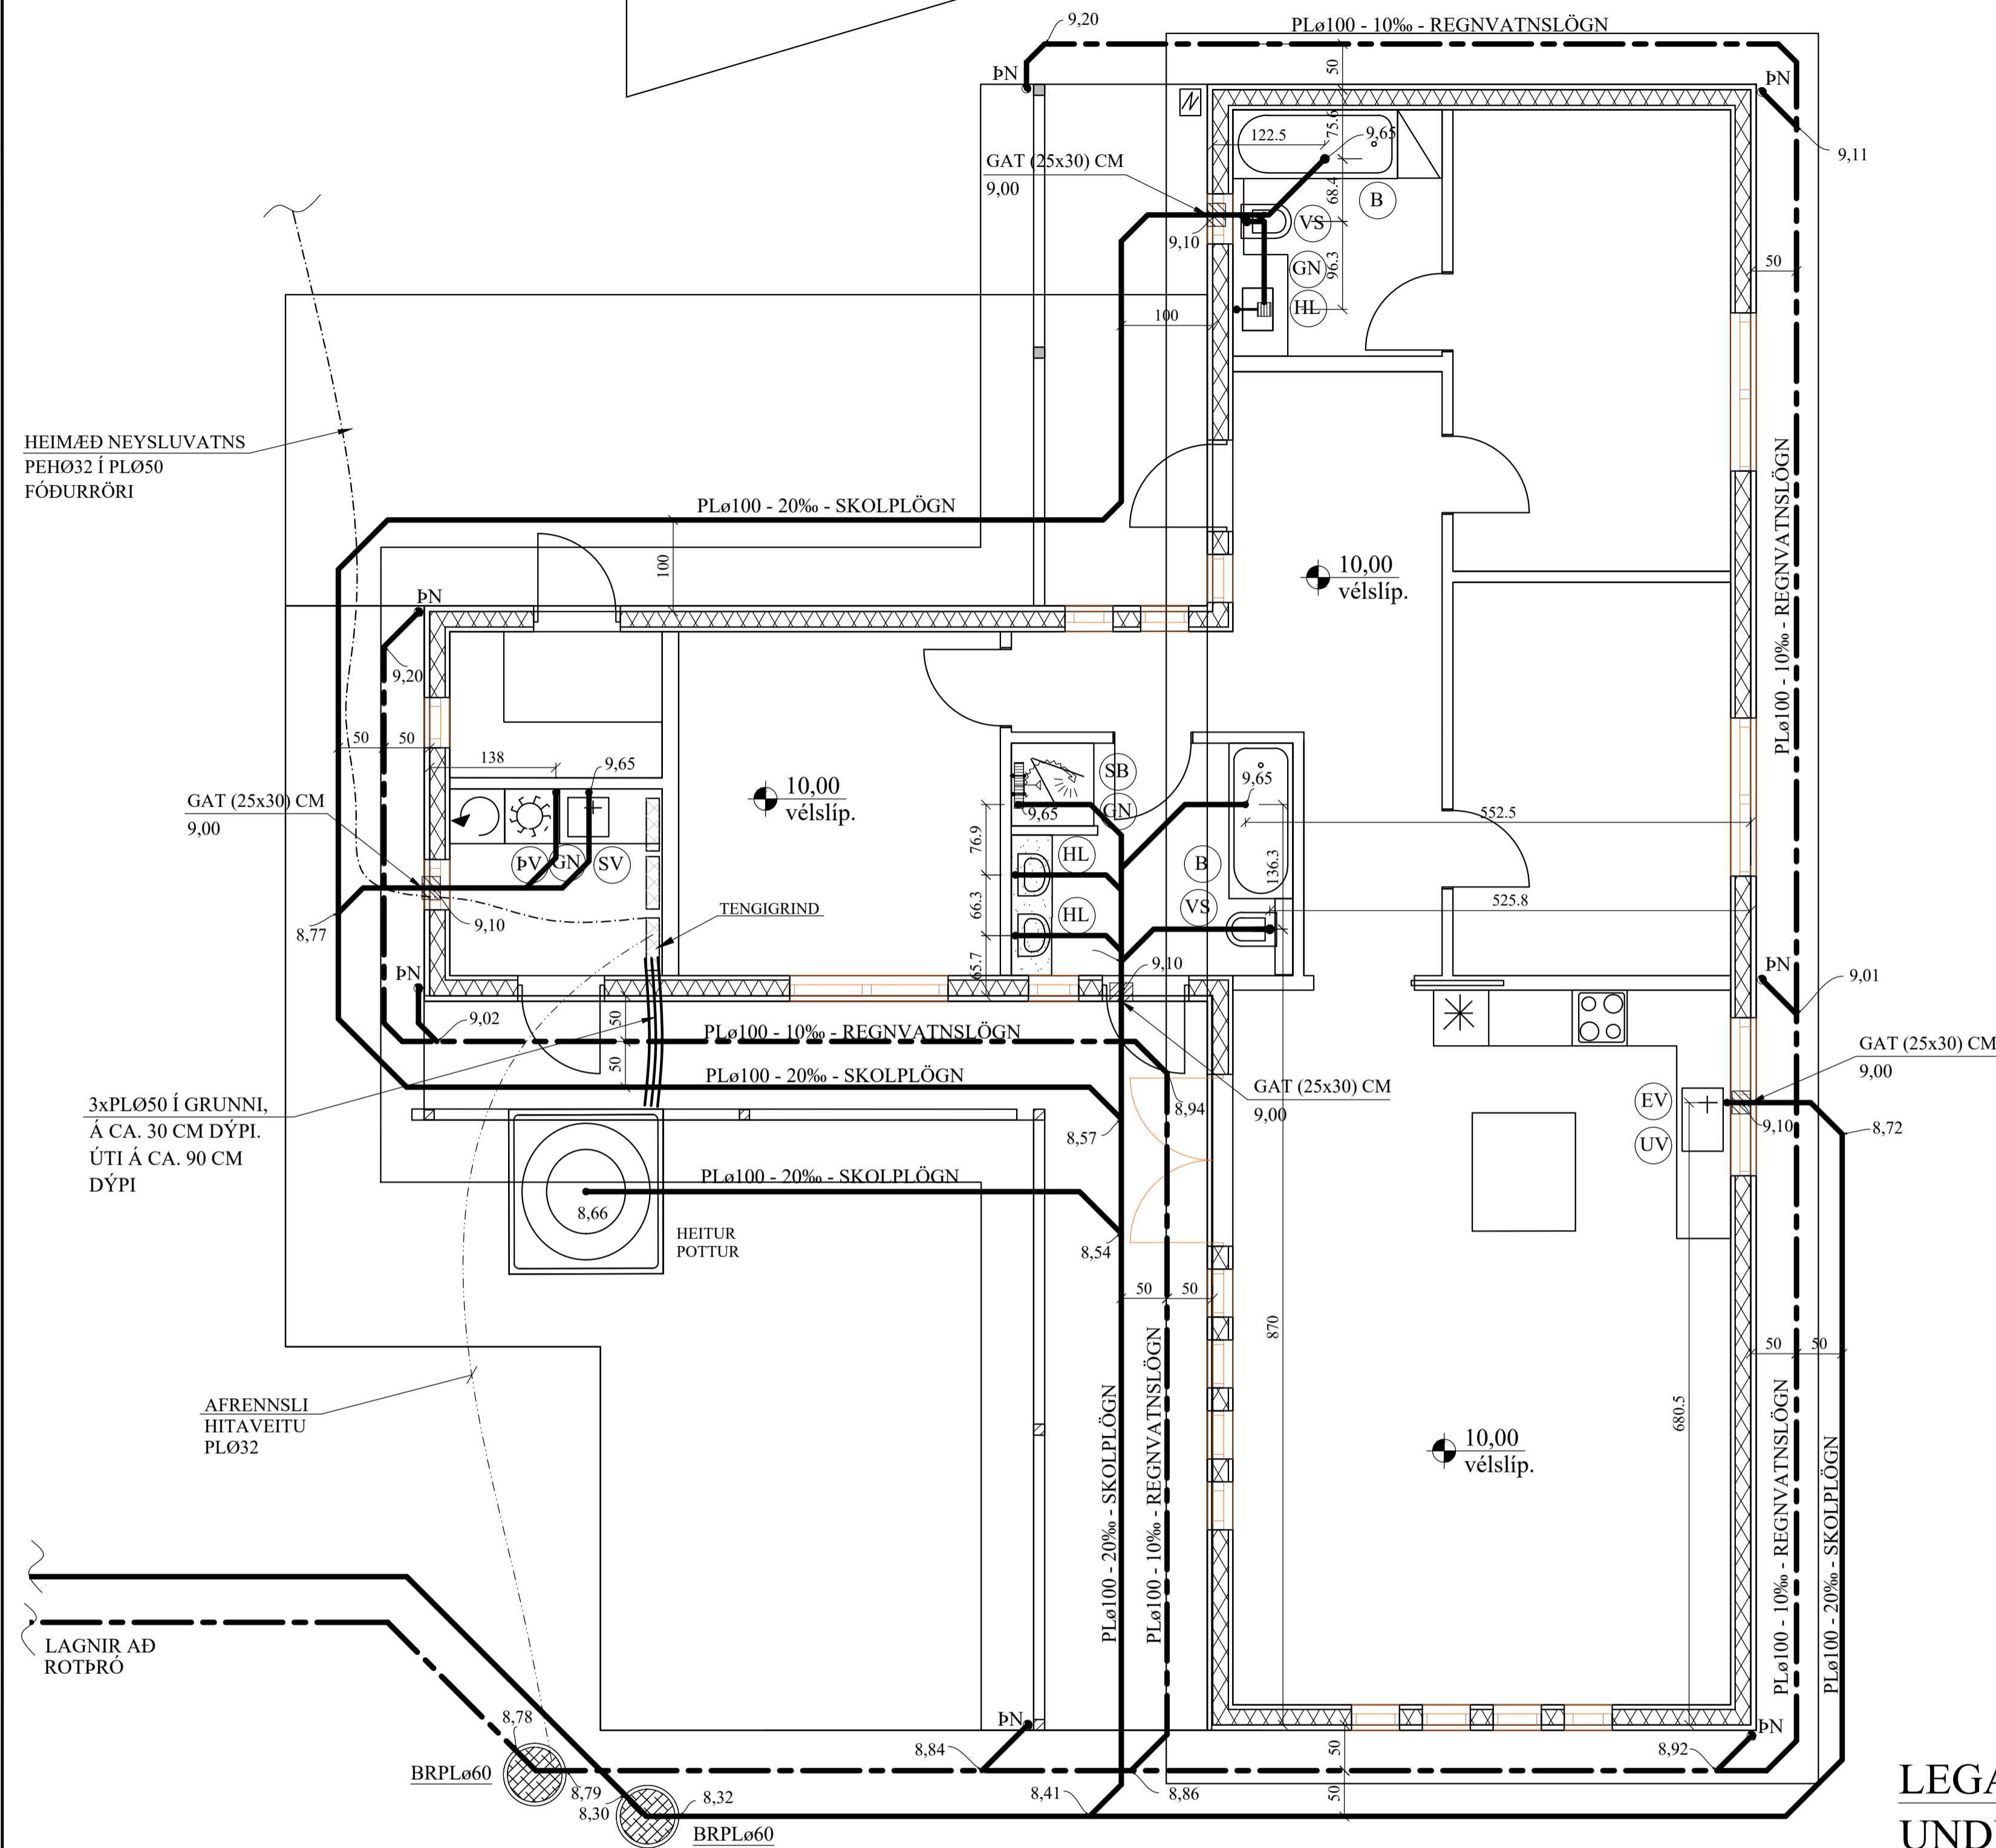 9,20
PLø100 - 10‰ - REGNVATNSLÖGN
50
ÞN
ÞN
75.6
122.5
9,65
GAT (25x30) CM
9,00
9,11
68.4
B
VS
9,10
GN
96.3
HL
50
100
HEIMÆÐ NEYSLUVATNS
PEHØ32 Í PLØ50
FÓÐURRÖRI
PLø100 - 20‰ - SKOLPLÖGN
100
10,00
vélslíp.
PLø100 - 10‰ - REGNVATNSLÖGN
ÞN
9,20
50
50
138
9,65
10,00
vélslíp.
SB
GN
9,65
9,65
GAT (25x30) CM
9,00
552.5
76.9
HL
ÞV
GN
SV
B
136.3
66.3
HL
VS
525.8
TENGIGRIND
9,10
8,77
65.7
9,10
ÞN
ÞN
9,01
9,02
50
PLø100 - 10‰ - REGNVATNSLÖGN
50
PLø100 - 20‰ - SKOLPLÖGN
GAT (25x30) CM
9,00
GAT (25x30) CM
9,00
3xPLØ50 Í GRUNNI,
Á CA. 30 CM DÝPI.
ÚTI Á CA. 90 CM
DÝPI
8,94
8,57
EV
UV
9,10
8,72
PLø100 - 20‰ - SKOLPLÖGN
8,66
HEITUR
POTTUR
8,54
50
50
870
50
50
AFRENNSLI
HITAVEITU
PLØ32
680.5
10,00
vélslíp.
PLø100 - 20‰ - SKOLPLÖGN
PLø100 - 10‰ - REGNVATNSLÖGN
PLø100 - 10‰ - REGNVATNSLÖGN
PLø100 - 20‰ - SKOLPLÖGN
LAGNIR AÐ
ROTÞRÓ
8,78
ÞN
ÞN
8,84
50
8,92
BRPLø60
8,79
8,30
8,32
8,41
8,86
50
BRPLø60
LEGA
UND